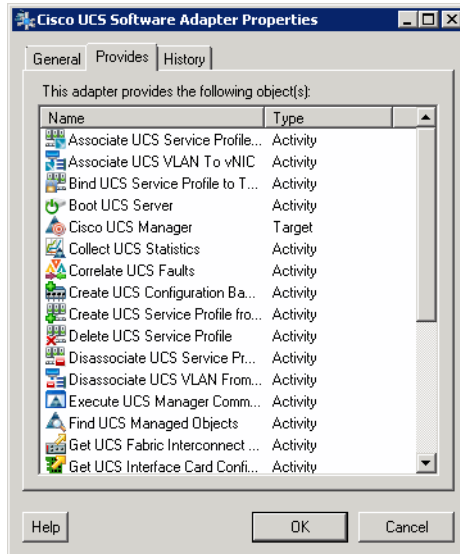 Cisco UCS Software Adapter Properties
General Provides History
This adapter provides the following object(s):
Name Type
Associate UCS Service Profile... Activity
Associate UCS VLAN To vNIC Activity
Bind UCS Service Profile to T... Activity
Boot UCS Server Activity
Cisco UCS Manager Target
Collect UCS Statistics Activity
Correlate UCS Faults Activity
Create UCS Configuration Ba... Activity
Create UCS Service Profile fro... Activity
Delete UCS Service Profile Activity
Disassociate UCS Service Pr... Activity
Disassociate UCS VLAN From... Activity
Execute UCS Manager Comm... Activity
Find UCS Managed Objects Activity
Get UCS Fabric Interconnect ... Activity
Get UCS Interface Card Confi... Activity
Help OK Cancel